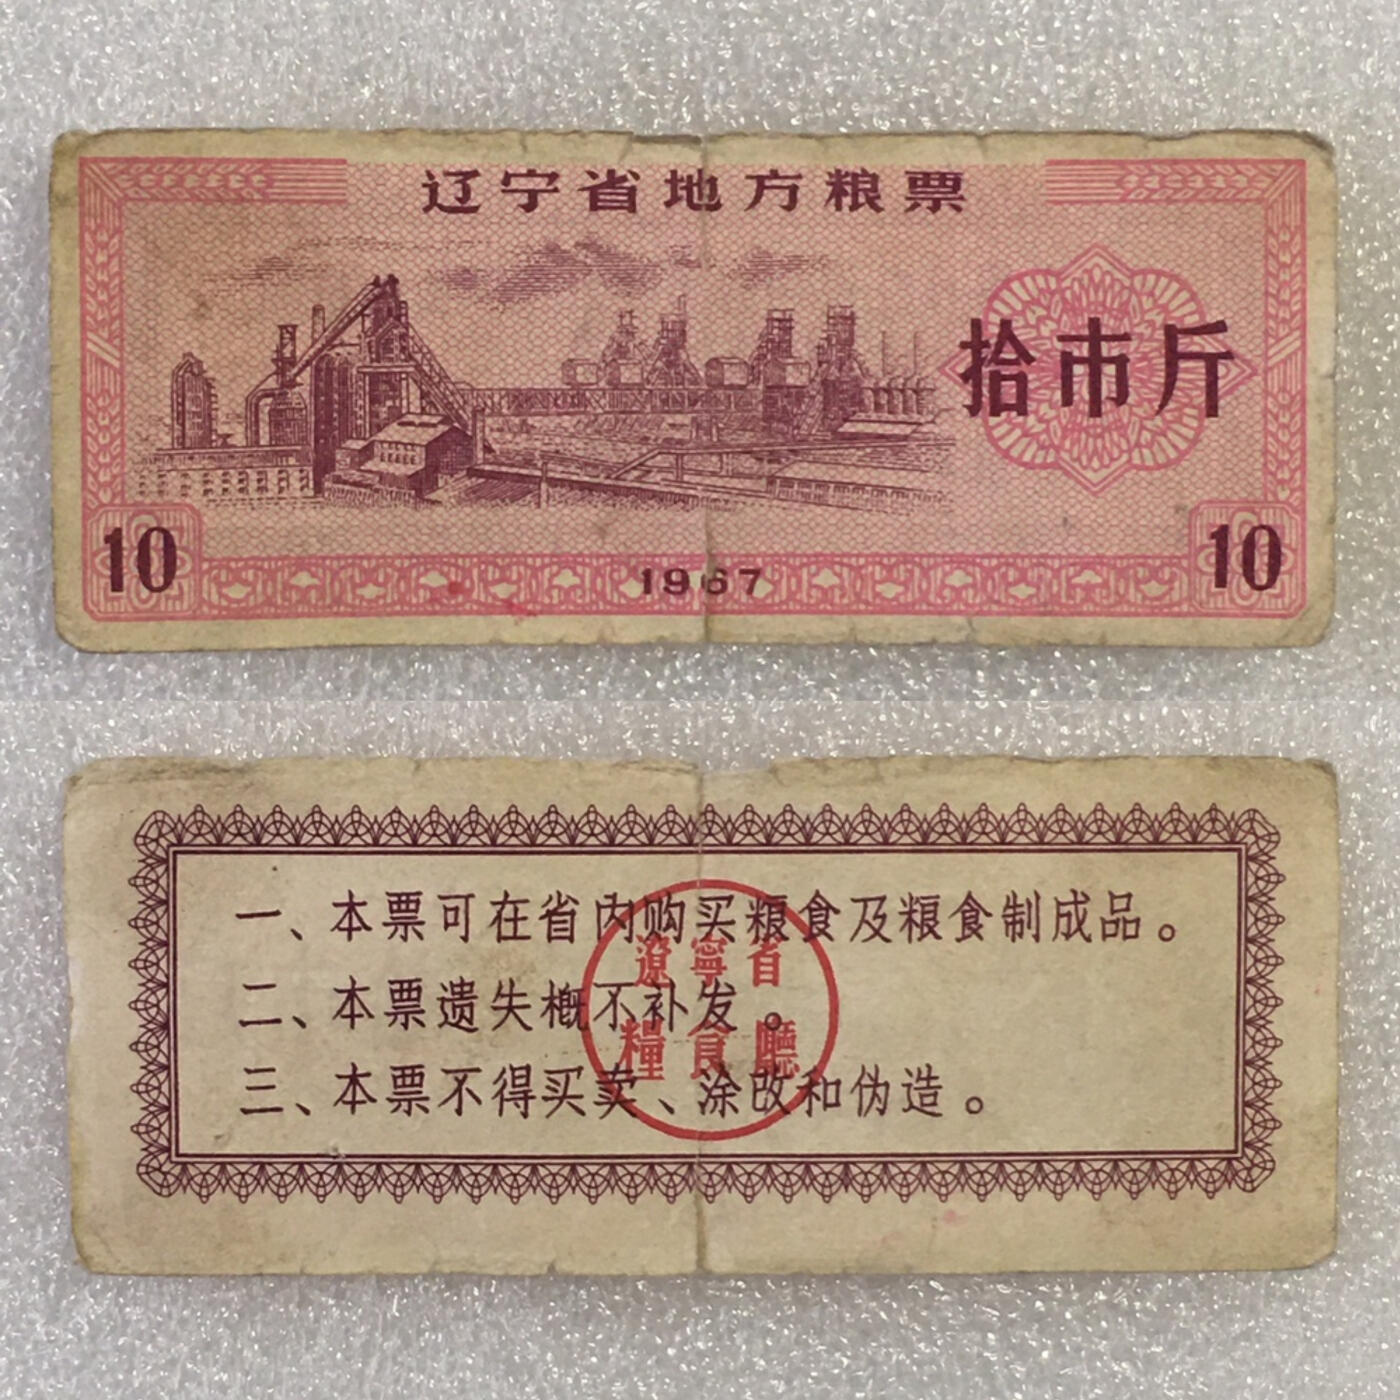 辽宁省地方粮票
拾市斤
10
1967
10
一、本票可在省内购买粮食及粮食制成品。
二、本票遗失概不补发。
三、本票不得买卖、涂改和伪造。
遼寧省
糧食廳